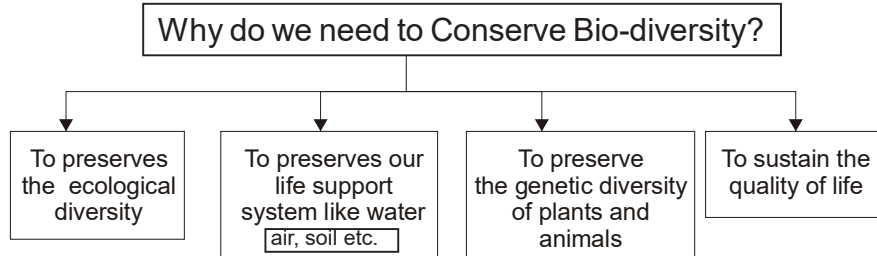 Why do we need to Conserve Bio-diversity?
To preserves
the ecological
diversity
To preserves our
life support
system like water
air, soil etc.
To preserve
the genetic diversity
of plants and
animals
To sustain the
quality of life